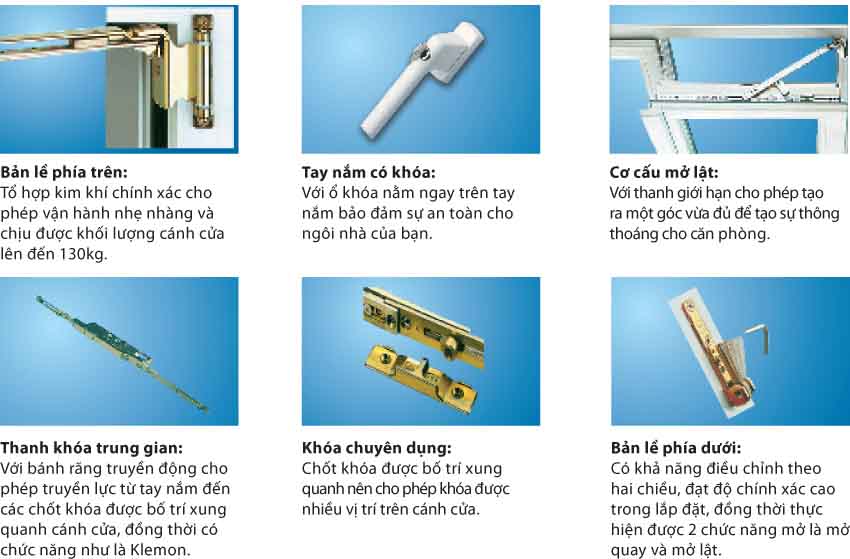 Bản lề phía trên:
Tổ hợp kim khí chính xác cho
phép vận hành nhẹ nhàng và
chịu được khối lượng cánh cửa
lên đến 130kg.
Tay nắm có khóa:
Với ổ khóa nằm ngay trên tay
nắm bảo đảm sự an toàn cho
ngôi nhà của bạn.
Cơ cấu mở lật:
Với thanh giới hạn cho phép tạo
ra một góc vừa đủ để tạo sự thông
thoáng cho căn phòng.
Thanh khóa trung gian:
Với bánh răng truyền động cho
phép truyền lực từ tay nắm đến
các chốt khóa được bố trí xung
quanh cánh cửa, đồng thời có
chức năng như là Klemon.
Khóa chuyên dụng:
Chốt khóa được bố trí xung
quanh nên cho phép khóa được
nhiều vị trí trên cánh cửa.
Bản lề phía dưới:
Có khả năng điều chỉnh theo
hai chiều, đạt độ chính xác cao
trong lắp đặt, đồng thời thực
hiện được 2 chức năng mở là mở
quay và mở lật.